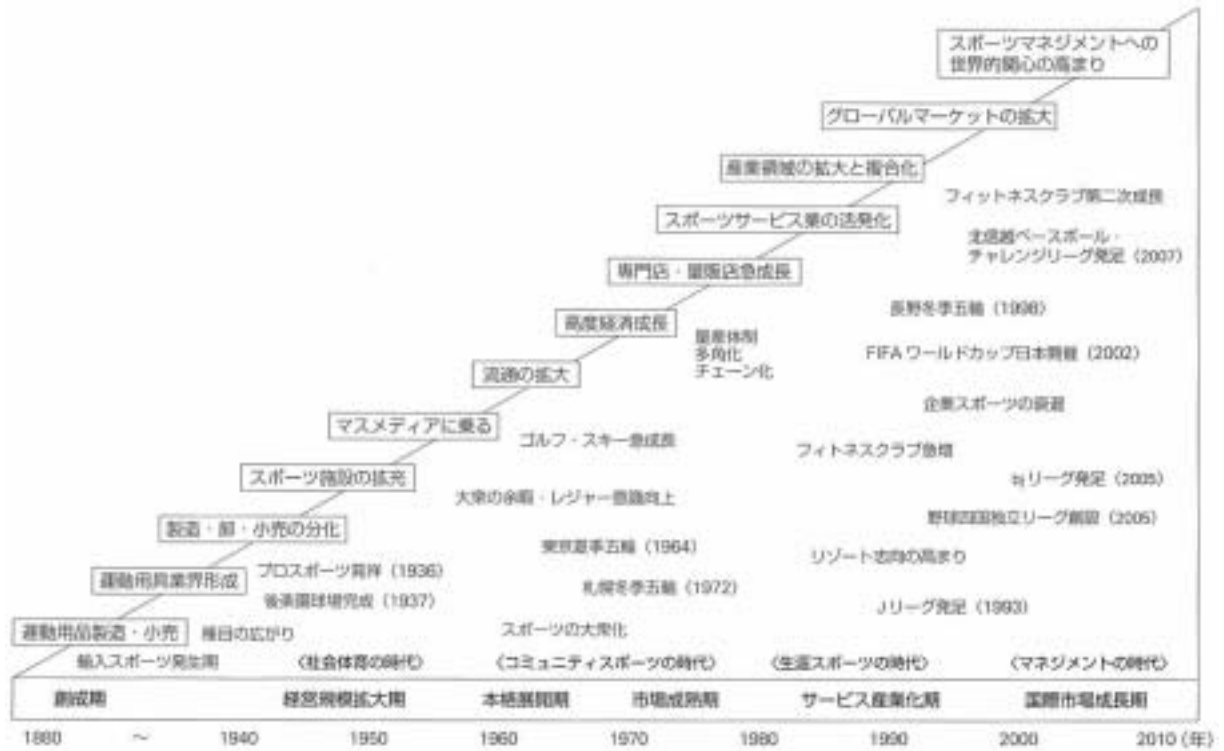 スポーツマネジメントへの
世界的関心の高まり
グローバルマーケットの拡大
産業領域の拡大と複合化
フィットネスクラブ第二次成長
スポーツサービス業の活発化
北信越ベースボール・
チャレンジリーグ発足（2007）
専門店・量販店急成長
長野冬季五輪（1998）
高度経済成長
量産体制
多角化
チェーン化
FIFAワールドカップ日本開催（2002）
流通の拡大
企業スポーツの衰退
マスメディアに乗る
ゴルフ・スキー急成長
フィトネスクラブ急増
スポーツ施設の拡充
bjリーグ発足（2005）
大衆の余暇・レジャー意識向上
製造・卸・小売の分化
野球四国独立リーグ創設（2005）
東京夏季五輪（1964）
リゾート志向の高まり
運動用具業界形成
プロスポーツ発祥（1936）
札幌冬季五輪（1972）
後楽園球場完成（1937）
Jリーグ発足（1993）
運動用品製造・小売
種目の広がり
スポーツの大衆化
輸入スポーツ発生期
〈社会体育の時代〉
〈コミュニティスポーツの時代〉
〈生涯スポーツの時代〉
〈マネジメントの時代〉
創成期
経営規模拡大期
本格展開期
市場成熟期
サービス産業化期
国際市場成長期
1880 ～ 1940 1950 1960 1970 1980 1990 2000 2010（年）